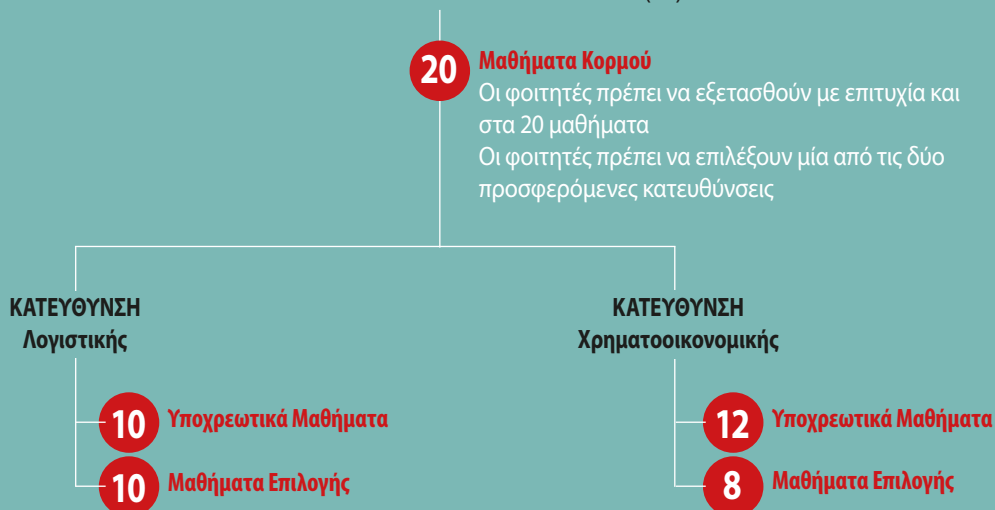 20
Μαθήματα Κορμού
Οι φοιτητές πρέπει να εξετασθούν με επιτυχία και
στα 20 μαθήματα
Οι φοιτητές πρέπει να επιλέξουν μία από τις δύο
προσφερόμενες κατευθύνσεις
ΚΑΤΕΥΘΥΝΣΗ
Λογιστικής
10 Υποχρεωτικά Μαθήματα
10 Μαθήματα Επιλογής
ΚΑΤΕΥΘΥΝΣΗ
Χρηματοοικονομικής
12 Υποχρεωτικά Μαθήματα
8 Μαθήματα Επιλογής